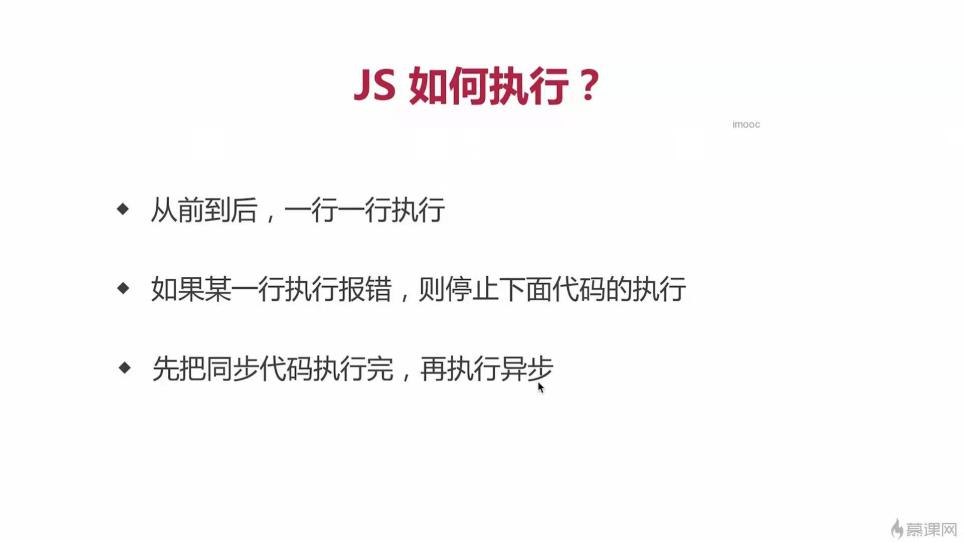 JS 如何执行？
imooc
从前到后，一行一行执行
如果某一行执行报错，则停止下面代码的执行
先把同步代码执行完，再执行异步
慕课网